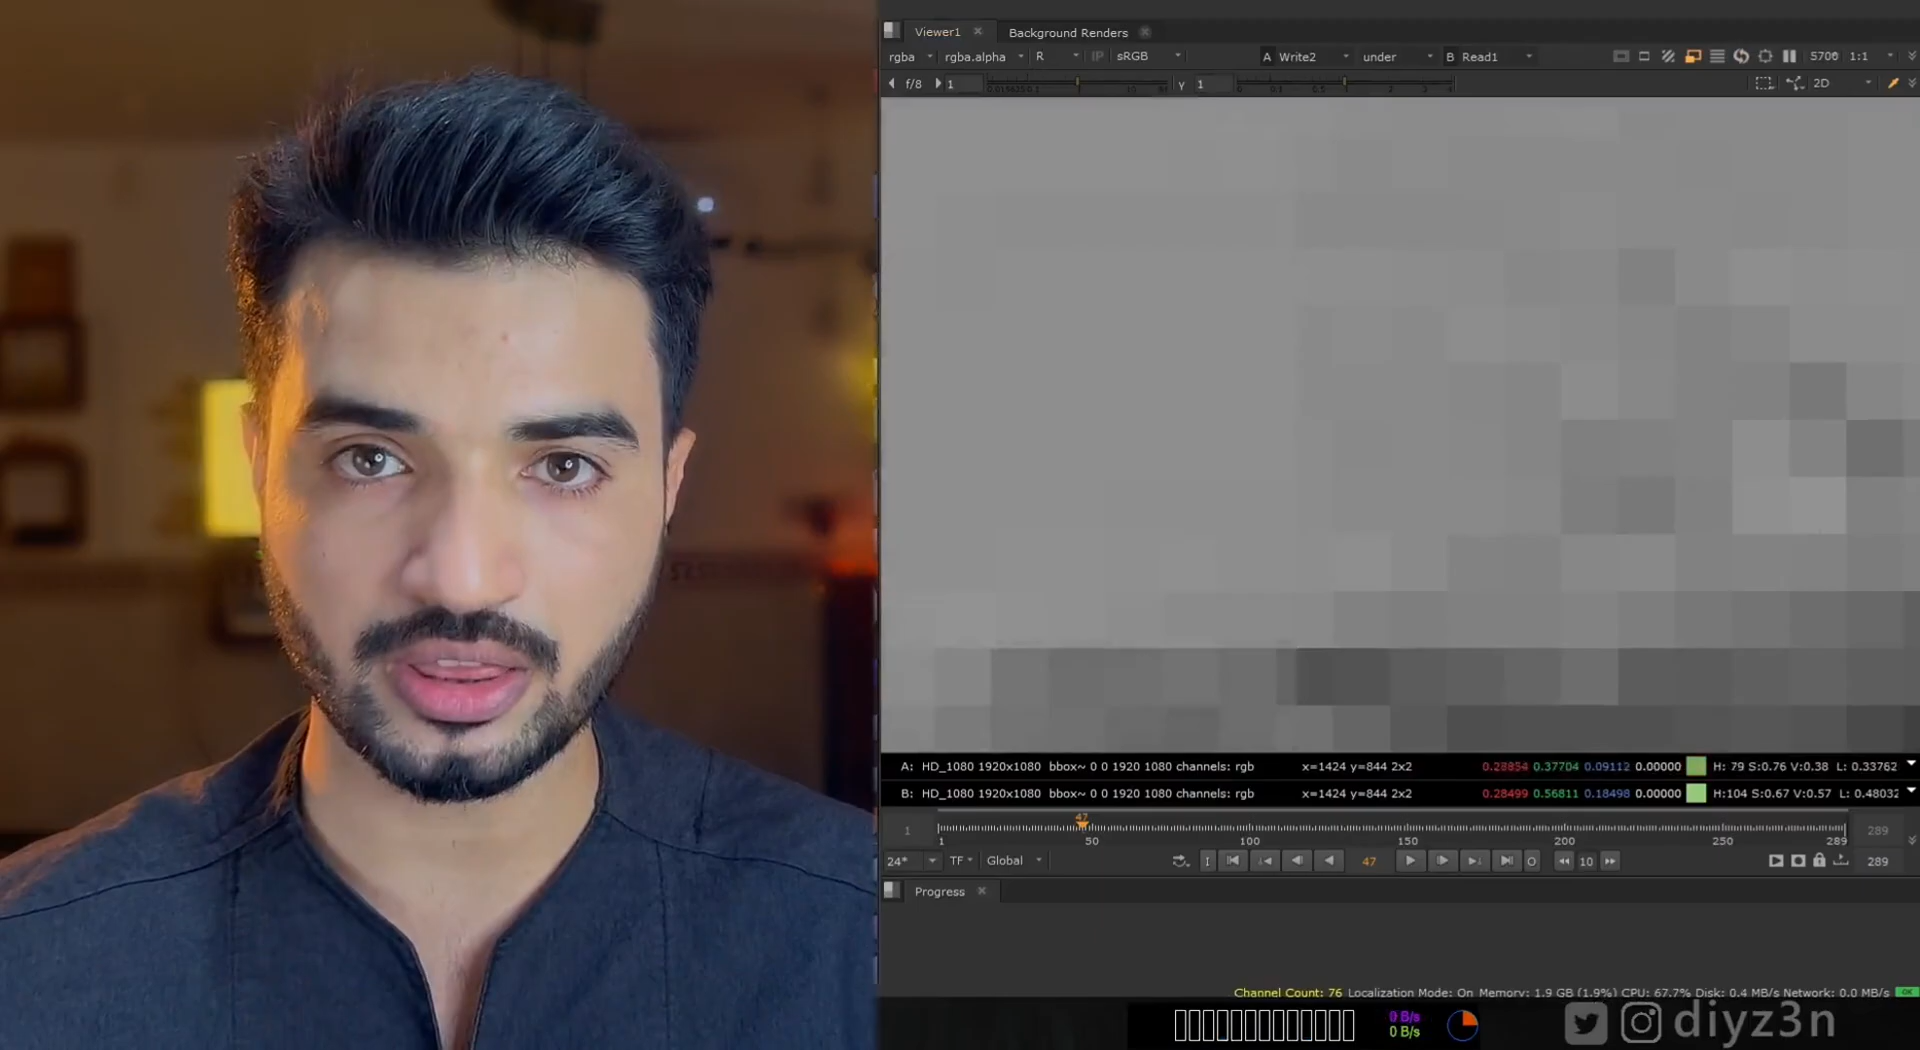 Viewer1 Background Renders
rgba rgba.alpha R IP sRGB A Write2 under B Read1 5700 1:1
f/8 1 Y 1 2D
A: HD_1080 1920x1080 bbox~ 0 0 1920 1080 channels: rgb x=1424 y=844 2x2 0.28854 0.37704 0.09112 0.00000 H: 79 S:0.76 V:0.38 L: 0.33762
B: HD_1080 1920x1080 bbox~ 0 0 1920 1080 channels: rgb x=1424 y=844 2x2 0.28499 0.56811 0.18498 0.00000 H:104 S:0.67 V:0.57 L: 0.48032
47
1 289
1 50 100 150 200 250 289
24* TF Global I 47 O 10 289
Progress
Channel Count: 76 Localization Mode: On Memory: 1.9 GB (1.9%) CPU: 67.7% Disk: 0.4 MB/s Network: 0.0 MB/s
0 B/s
0 B/s
diyz3n